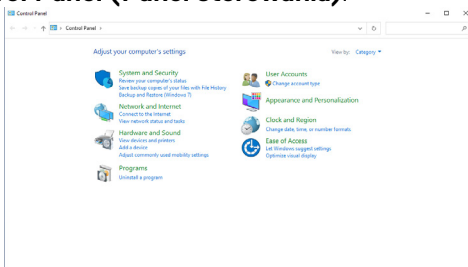 Panel (Panel sterowania).
Control Panel
Control Panel
Adjust your computer's settings
View by: Category
System and Security
Review your computer's status
Save backup copies of your files with File History
Backup and Restore (Windows 7)
Network and Internet
Connect to the Internet
View network status and tasks
Hardware and Sound
View devices and printers
Add a device
Adjust commonly used mobility settings
Programs
Uninstall a program
User Accounts
Change account type
Appearance and Personalization
Clock and Region
Change date, time, or number formats
Ease of Access
Let Windows suggest settings
Optimise visual display